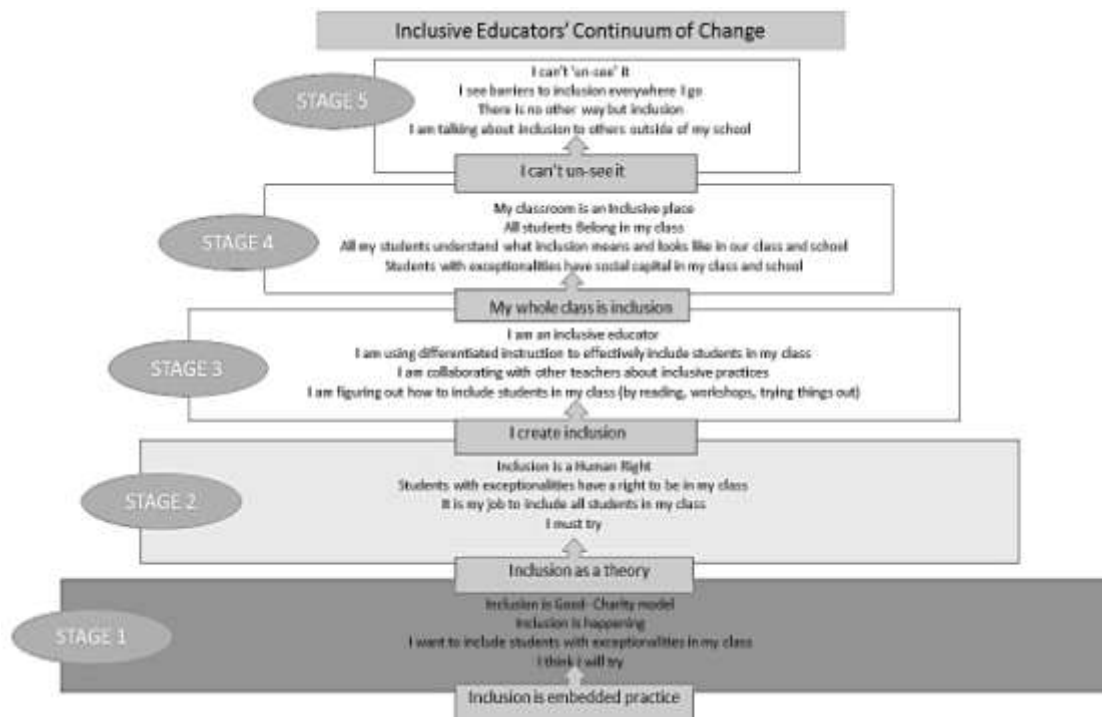 Inclusive Educators' Continuum of Change
STAGE 5
I can't 'un-see' it
I see barriers to inclusion everywhere I go
There is no other way but inclusion
I am talking about inclusion to others outside of my school
I can't un-see it
STAGE 4
My classroom is an inclusive place
All students Belong in my class
All my students understand what inclusion means and looks like in our class and school
Students with exceptionalities have social capital in my class and school
My whole class is inclusion
STAGE 3
I am an inclusive educator
I am using differentiated instruction to effectively include students in my class
I am collaborating with other teachers about inclusive practices
I am figuring out how to include students in my class (by reading, workshops, trying things out)
I create inclusion
STAGE 2
Inclusion is a Human Right
Students with exceptionalities have a right to be in my class
It is my job to include all students in my class
I must try
Inclusion as a theory
STAGE 1
Inclusion is Good- Charity model
Inclusion is happening
I want to include students with exceptionalities in my class
I think I will try
Inclusion is embedded practice